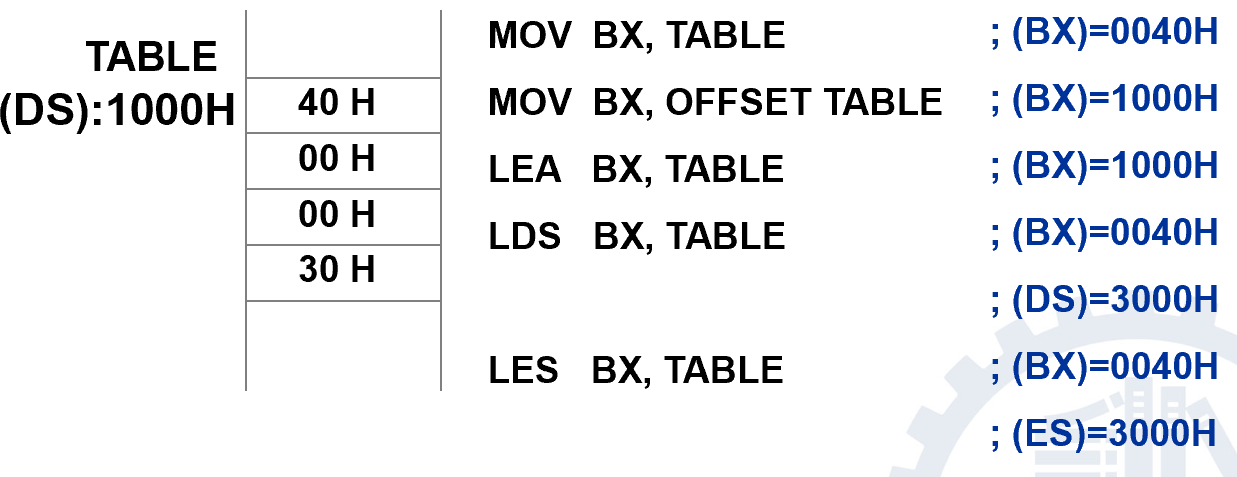 MOV BX, TABLE ; (BX)=0040H
TABLE
(DS):1000H 40 H MOV BX, OFFSET TABLE ; (BX)=1000H
00 H LEA BX, TABLE ; (BX)=1000H
00 H LDS BX, TABLE ; (BX)=0040H
30 H ; (DS)=3000H
LES BX, TABLE ; (BX)=0040H
; (ES)=3000H